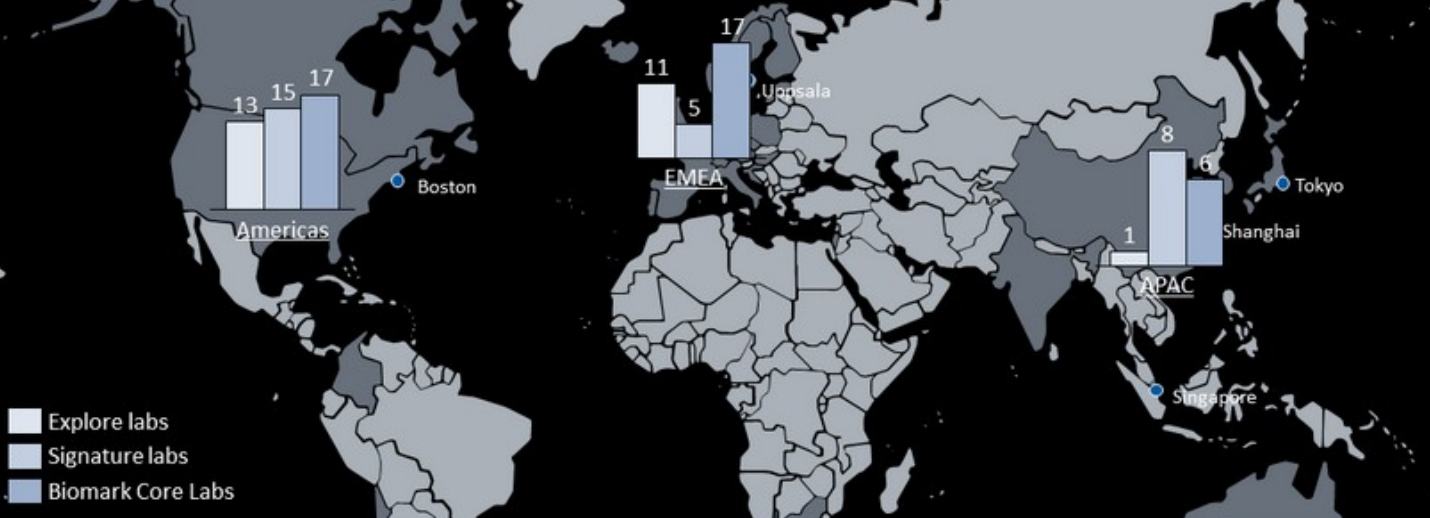 17
11
5
.Uppsala
EMEA
17
15
13
Boston
Americas
8
6
1
Tokyo
Shanghai
APAC
Singapore
Explore labs
Signature labs
Biomark Core Labs